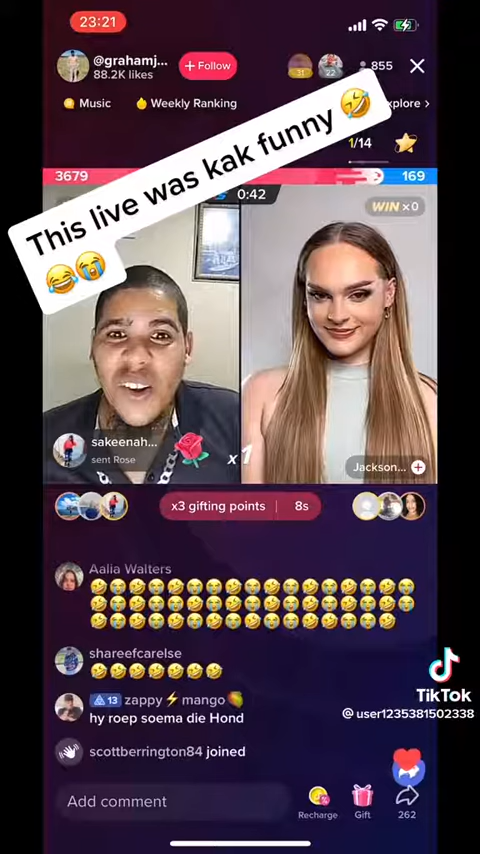 23:21
@grahamj...
88.2K likes
+ Follow
31
22
855
Music
Weekly Ranking
xplore >
1/14
This live was kak funny 🤣
😂😭
3679
169
0:42
WIN x0
sakeenah...
sent Rose
x 1
Jackson...
x3 gifting points | 8s
Aalia Walters
🤣😭🤣😭🤣😭🤣🤣😭🤣😭🤣😭🤣😭
🤣😭🤣😭🤣😭🤣🤣😭🤣😭🤣😭🤣😭
🤣😭🤣😭🤣🤣😭🤣😭🤣🤣😭🤣🤣
shareefcarelse
🤣🤣🤣🤣🤣🤣🤣
13 zappy⚡mango🥭
hy roep soema die Hond
scottberrington84 joined
TikTok
@user1235381502338
Add comment
Recharge
Gift
262